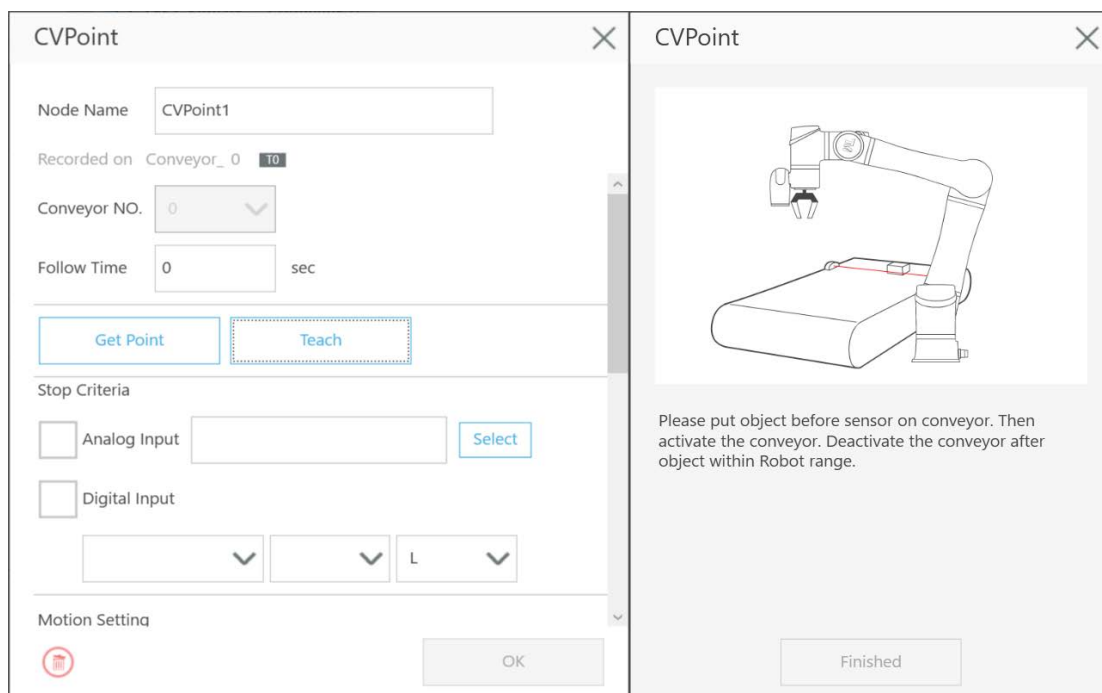 CVPoint
Node Name CVPoint1
Recorded on Conveyor_ 0 T0
Conveyor NO. 0
Follow Time 0 sec
Get Point Teach
Stop Criteria
Analog Input Select
Digital Input
L
Motion Setting
OK
CVPoint
Please put object before sensor on conveyor. Then
activate the conveyor. Deactivate the conveyor after
object within Robot range.
Finished